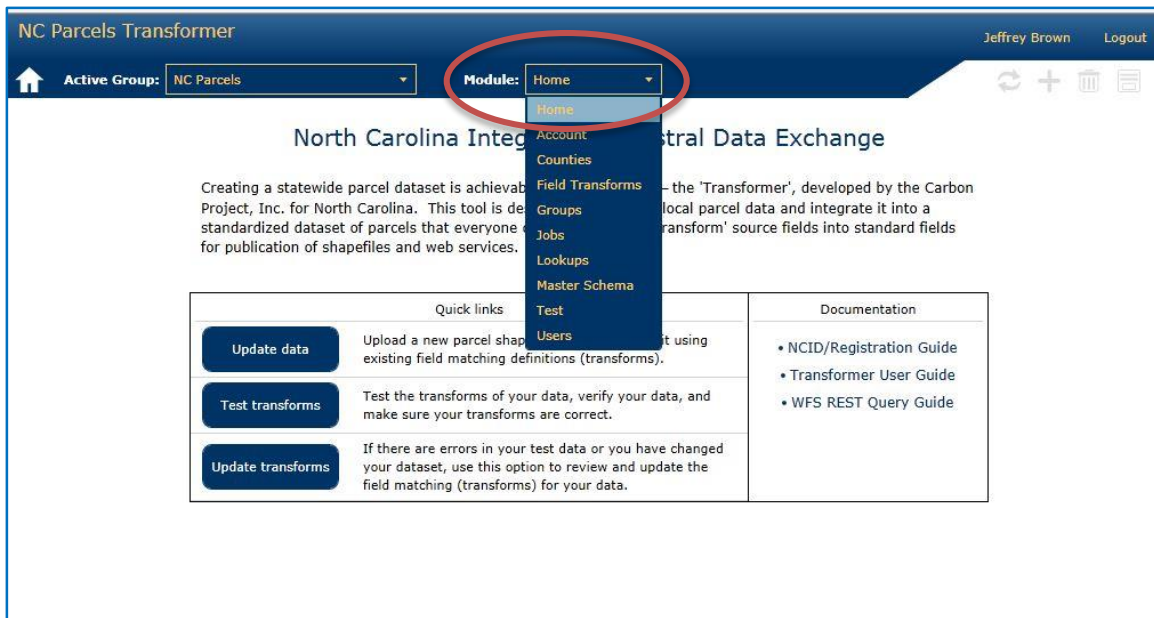 NC Parcels Transformer
Jeffrey Brown Logout
Active Group: NC Parcels Module: Home
Home
Account
Counties
Field Transforms
Groups
Jobs
Lookups
Master Schema
Test
Users
North Carolina Integ stral Data Exchange
Creating a statewide parcel dataset is achievab – the 'Transformer', developed by the Carbon
Project, Inc. for North Carolina. This tool is de local parcel data and integrate it into a
standardized dataset of parcels that everyone ransform' source fields into standard fields
for publication of shapefiles and web services.
Quick links
Update data
Upload a new parcel shap it using
existing field matching definitions (transforms).
Test transforms
Test the transforms of your data, verify your data, and
make sure your transforms are correct.
Update transforms
If there are errors in your test data or you have changed
your dataset, use this option to review and update the
field matching (transforms) for your data.
Documentation
• NCID/Registration Guide
• Transformer User Guide
• WFS REST Query Guide